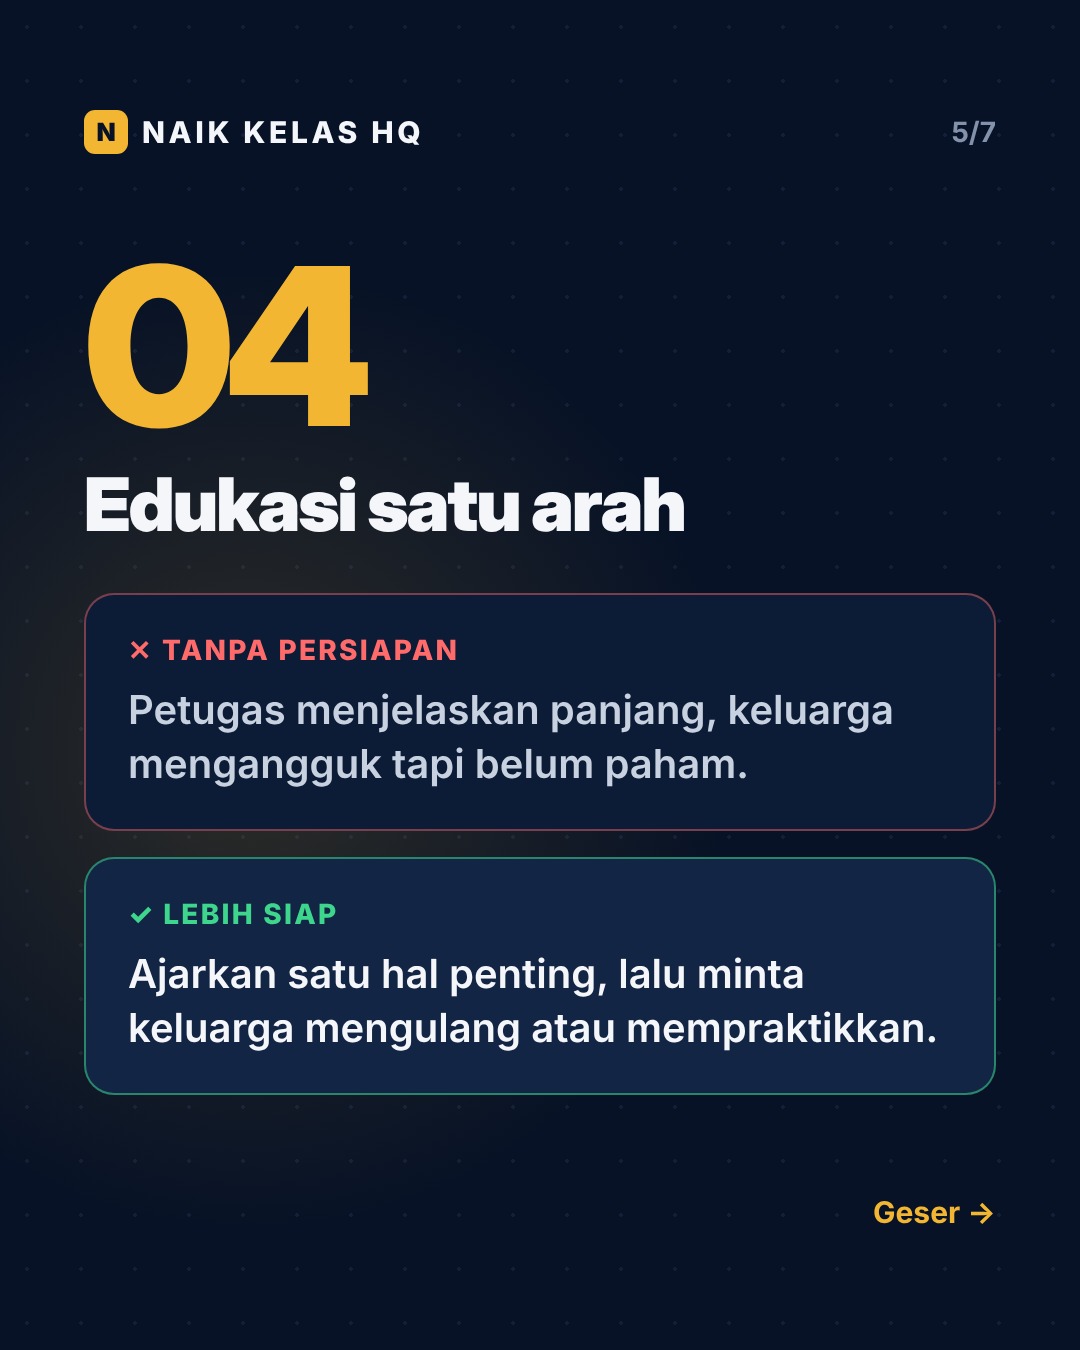 N NAIK KELAS HQ
5/7
04
Edukasi satu arah
✕ TANPA PERSIAPAN
Petugas menjelaskan panjang, keluarga
mengangguk tapi belum paham.
✓ LEBIH SIAP
Ajarkan satu hal penting, lalu minta
keluarga mengulang atau mempraktikkan.
Geser →